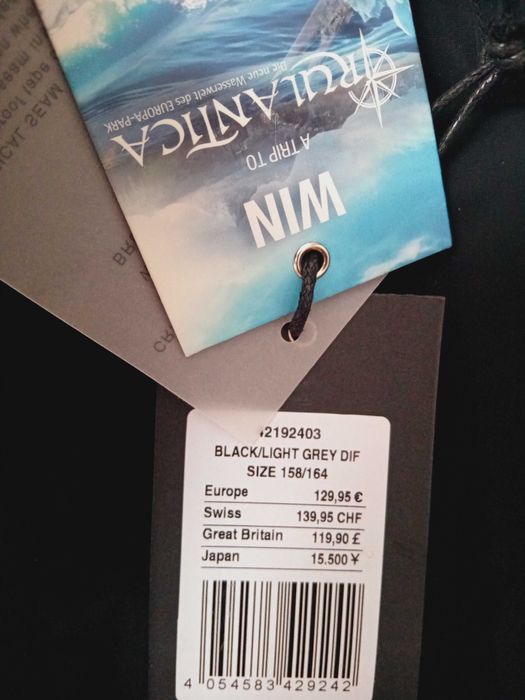 RULANTICA
Die neue Wasserwelt des EUROPA-PARK
A TRIP TO
WIN
2192403
BLACK/LIGHT GREY DIF
SIZE 158/164
Europe 129,95 €
Swiss 139,95 CHF
Great Britain 119,90 £
Japan 15.500 ¥
4 054583 429242